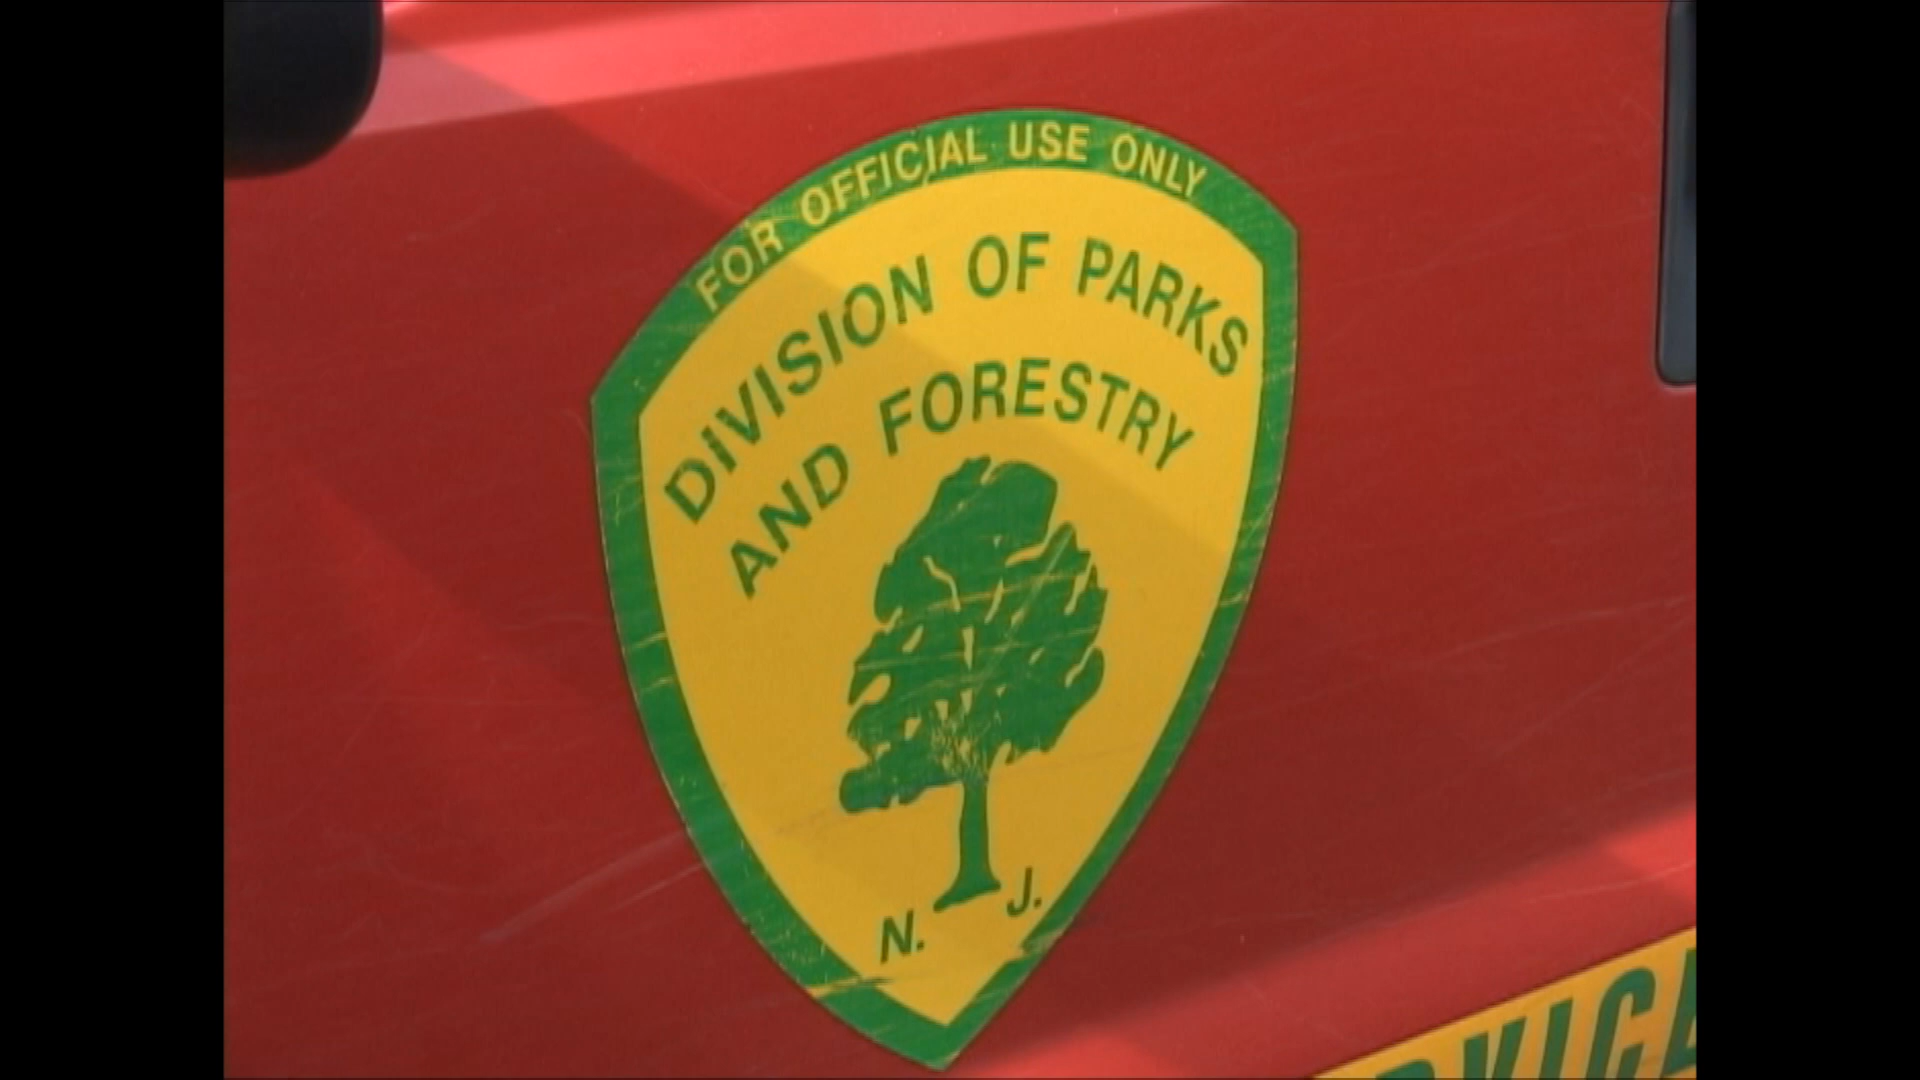 FOR OFFICIAL USE ONLY
DIVISION OF PARKS
AND FORESTRY
N. J.